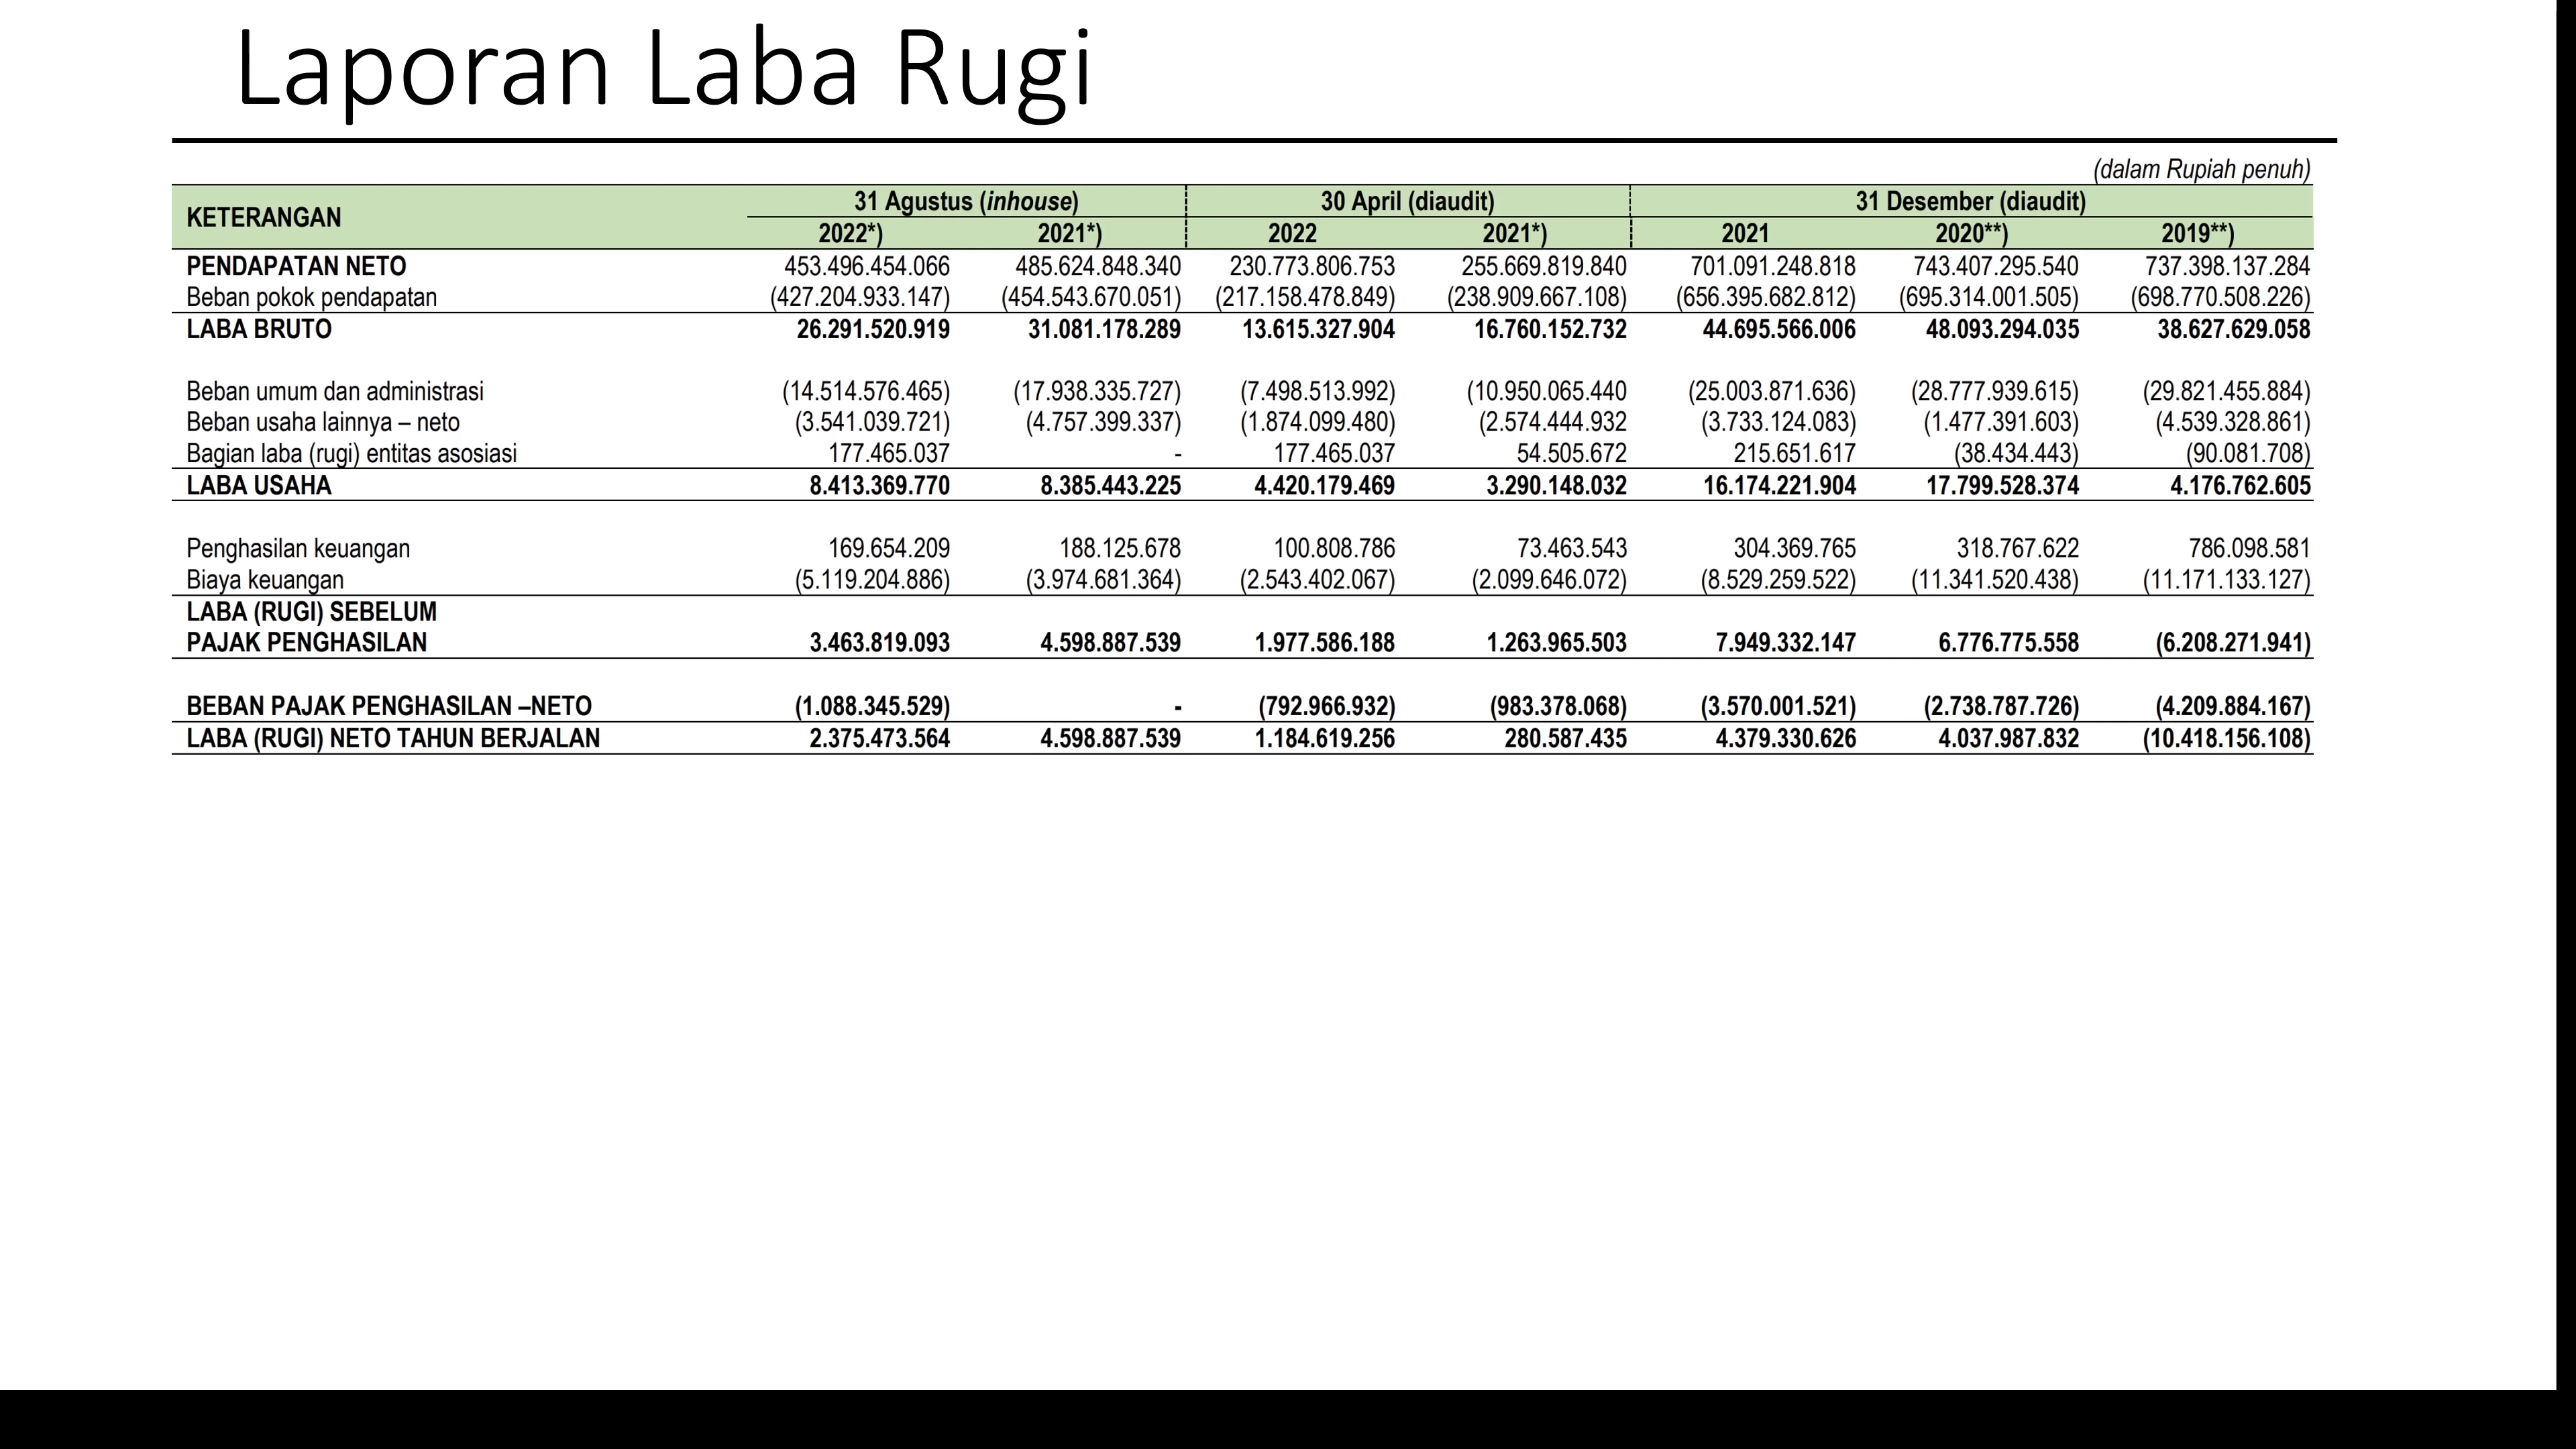 Laporan Laba Rugi
(dalam Rupiah penuh)
KETERANGAN 31 Agustus (inhouse) 30 April (diaudit) 31 Desember (diaudit)
2022*) 2021*) 2022 2021*) 2021 2020**) 2019**)
PENDAPATAN NETO 453.496.454.066 485.624.848.340 230.773.806.753 255.669.819.840 701.091.248.818 743.407.295.540 737.398.137.284
Beban pokok pendapatan (427.204.933.147) (454.543.670.051) (217.158.478.849) (238.909.667.108) (656.395.682.812) (695.314.001.505) (698.770.508.226)
LABA BRUTO 26.291.520.919 31.081.178.289 13.615.327.904 16.760.152.732 44.695.566.006 48.093.294.035 38.627.629.058
Beban umum dan administrasi (14.514.576.465) (17.938.335.727) (7.498.513.992) (10.950.065.440 (25.003.871.636) (28.777.939.615) (29.821.455.884)
Beban usaha lainnya – neto (3.541.039.721) (4.757.399.337) (1.874.099.480) (2.574.444.932 (3.733.124.083) (1.477.391.603) (4.539.328.861)
Bagian laba (rugi) entitas asosiasi 177.465.037 - 177.465.037 54.505.672 215.651.617 (38.434.443) (90.081.708)
LABA USAHA 8.413.369.770 8.385.443.225 4.420.179.469 3.290.148.032 16.174.221.904 17.799.528.374 4.176.762.605
Penghasilan keuangan 169.654.209 188.125.678 100.808.786 73.463.543 304.369.765 318.767.622 786.098.581
Biaya keuangan (5.119.204.886) (3.974.681.364) (2.543.402.067) (2.099.646.072) (8.529.259.522) (11.341.520.438) (11.171.133.127)
LABA (RUGI) SEBELUM
PAJAK PENGHASILAN 3.463.819.093 4.598.887.539 1.977.586.188 1.263.965.503 7.949.332.147 6.776.775.558 (6.208.271.941)
BEBAN PAJAK PENGHASILAN –NETO (1.088.345.529) - (792.966.932) (983.378.068) (3.570.001.521) (2.738.787.726) (4.209.884.167)
LABA (RUGI) NETO TAHUN BERJALAN 2.375.473.564 4.598.887.539 1.184.619.256 280.587.435 4.379.330.626 4.037.987.832 (10.418.156.108)